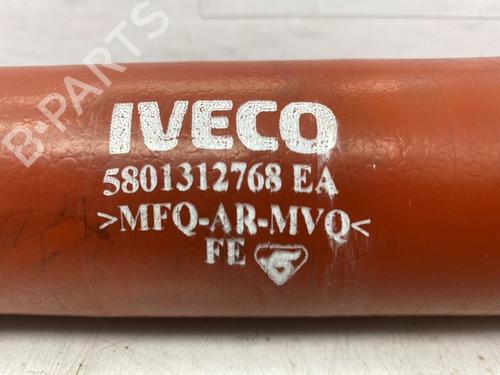 B-PARTS
IVECO
5801312768 EA
>MFQ-AR-MVQ<
FE